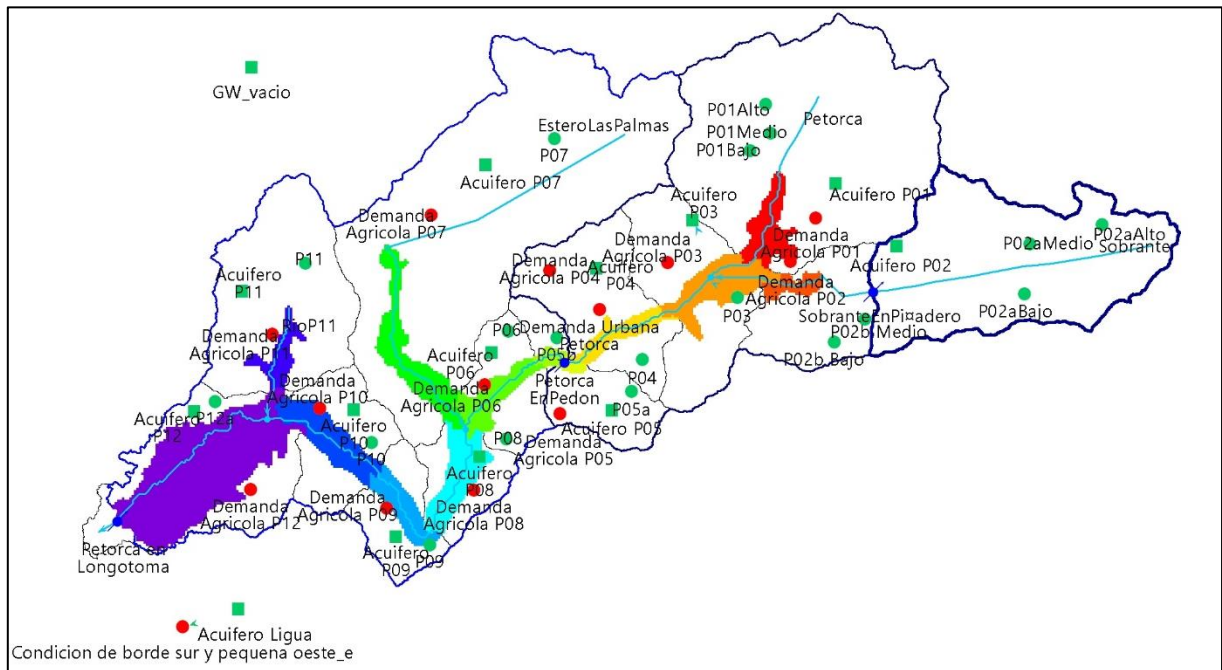 GW_vacio
EsteroLasPalmas
P07
Acuifero P07
Demanda
Agricola P07
P01Alto
P01Medio
P01Bajo
Petorca
Acuifero P01
Acuifero
P03
Demanda
Agricola P01
P02aAlto
P02aMedio
Sobrante
Acuifero P02
P02aBajo
Demanda
Agricola P03
Demanda
Agricola P04
Acuifero
P04
Demanda
Agricola P02
P03
SobranteEnPiñadero
P02b Medio
P02b Bajo
P11
Acuifero
P11
RioP11
Demanda
Agricola P11
P06
Demanda Urbana
Petorca
P05b
Acuifero
P06
Petorca
EnPedon
P04
Demanda
Agricola P06
P05a
Acuifero P05
Demanda
Agricola P05
Demanda
Agricola P10
Acuifero
P12
P12a
Acuifero
P10
P10
P08
Acuifero
P08
Demanda
Agricola P12
Demanda
Agricola P09
Demanda
Agricola P08
Acuifero
P09
P09
Petorca en
Longotoma
Acuifero Ligua
Condicion de borde sur y pequena oeste_e